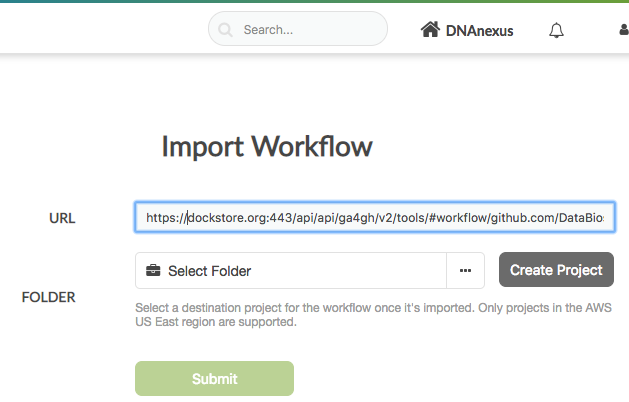 Search...
DNAnexus
Import Workflow
URL
https://dockstore.org:443/api/api/ga4gh/v2/tools/#workflow/github.com/DataBios
FOLDER
Select Folder
Create Project
Select a destination project for the workflow once it's imported. Only projects in the AWS
US East region are supported.
Submit